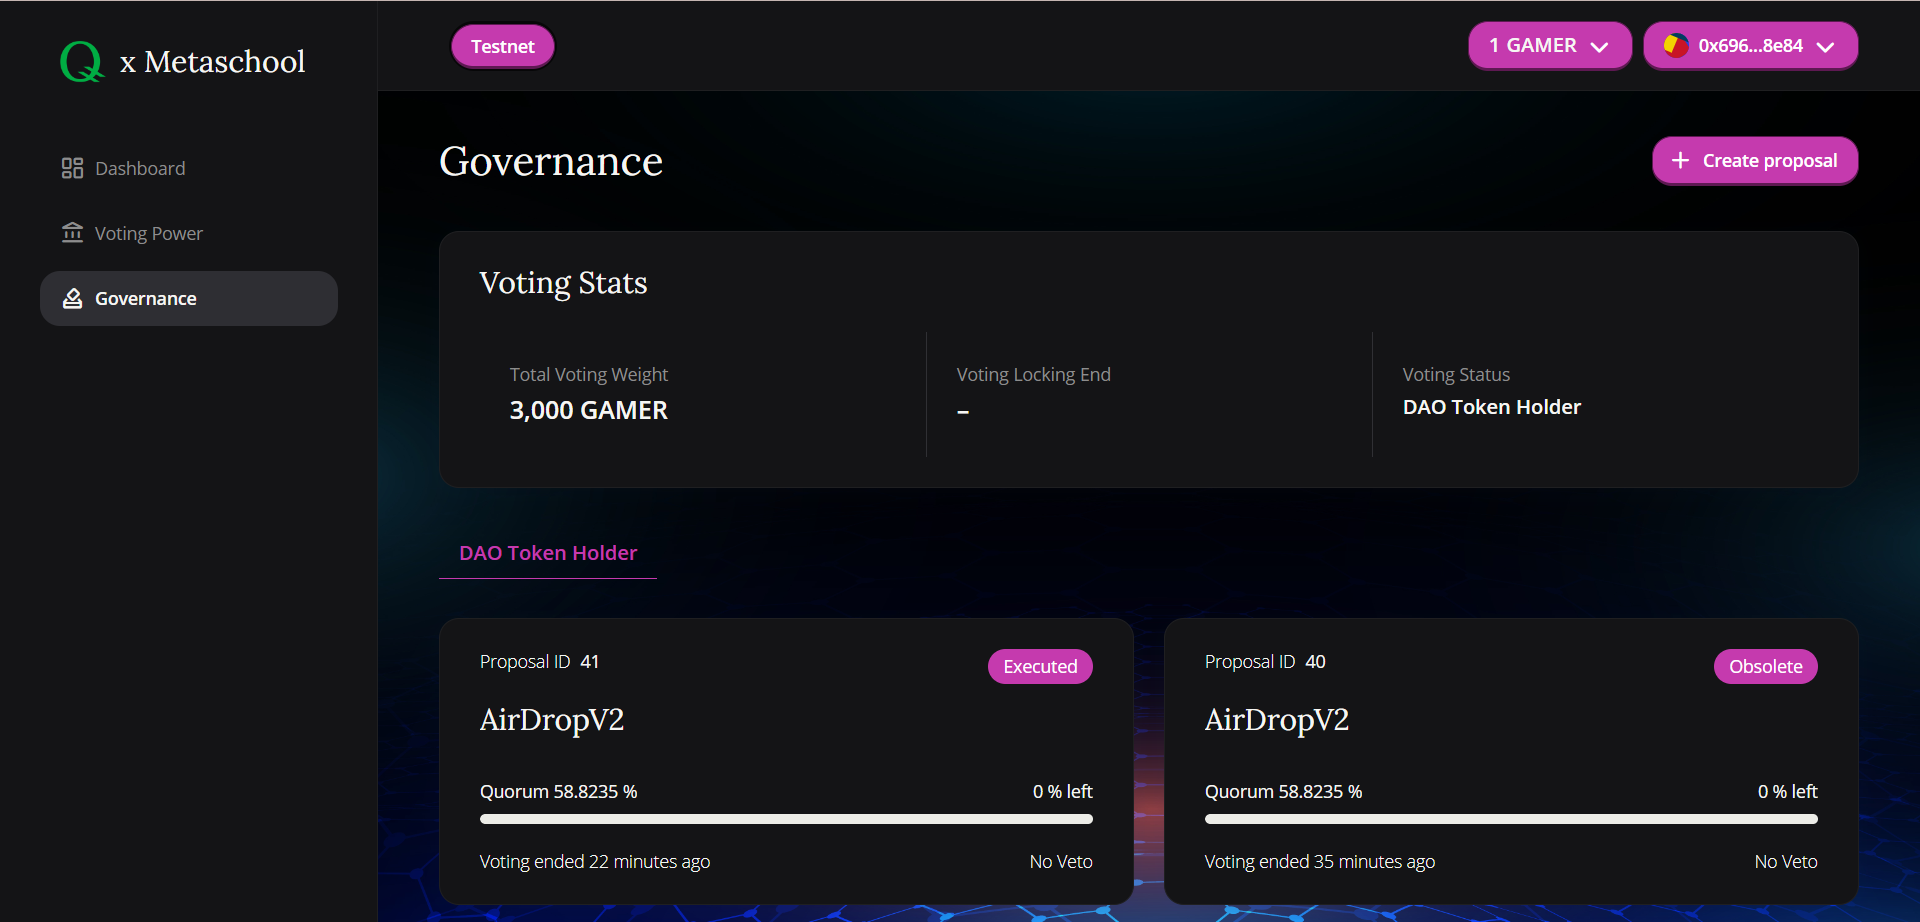 Q x Metaschool
Testnet
1 GAMER
0x696...8e84
Dashboard
Voting Power
Governance
Governance
Create proposal
Voting Stats
Total Voting Weight
3,000 GAMER
Voting Locking End
–
Voting Status
DAO Token Holder
DAO Token Holder
Proposal ID 41
Executed
AirDropV2
Quorum 58.8235 %
0 % left
Voting ended 22 minutes ago
No Veto
Proposal ID 40
Obsolete
AirDropV2
Quorum 58.8235 %
0 % left
Voting ended 35 minutes ago
No Veto